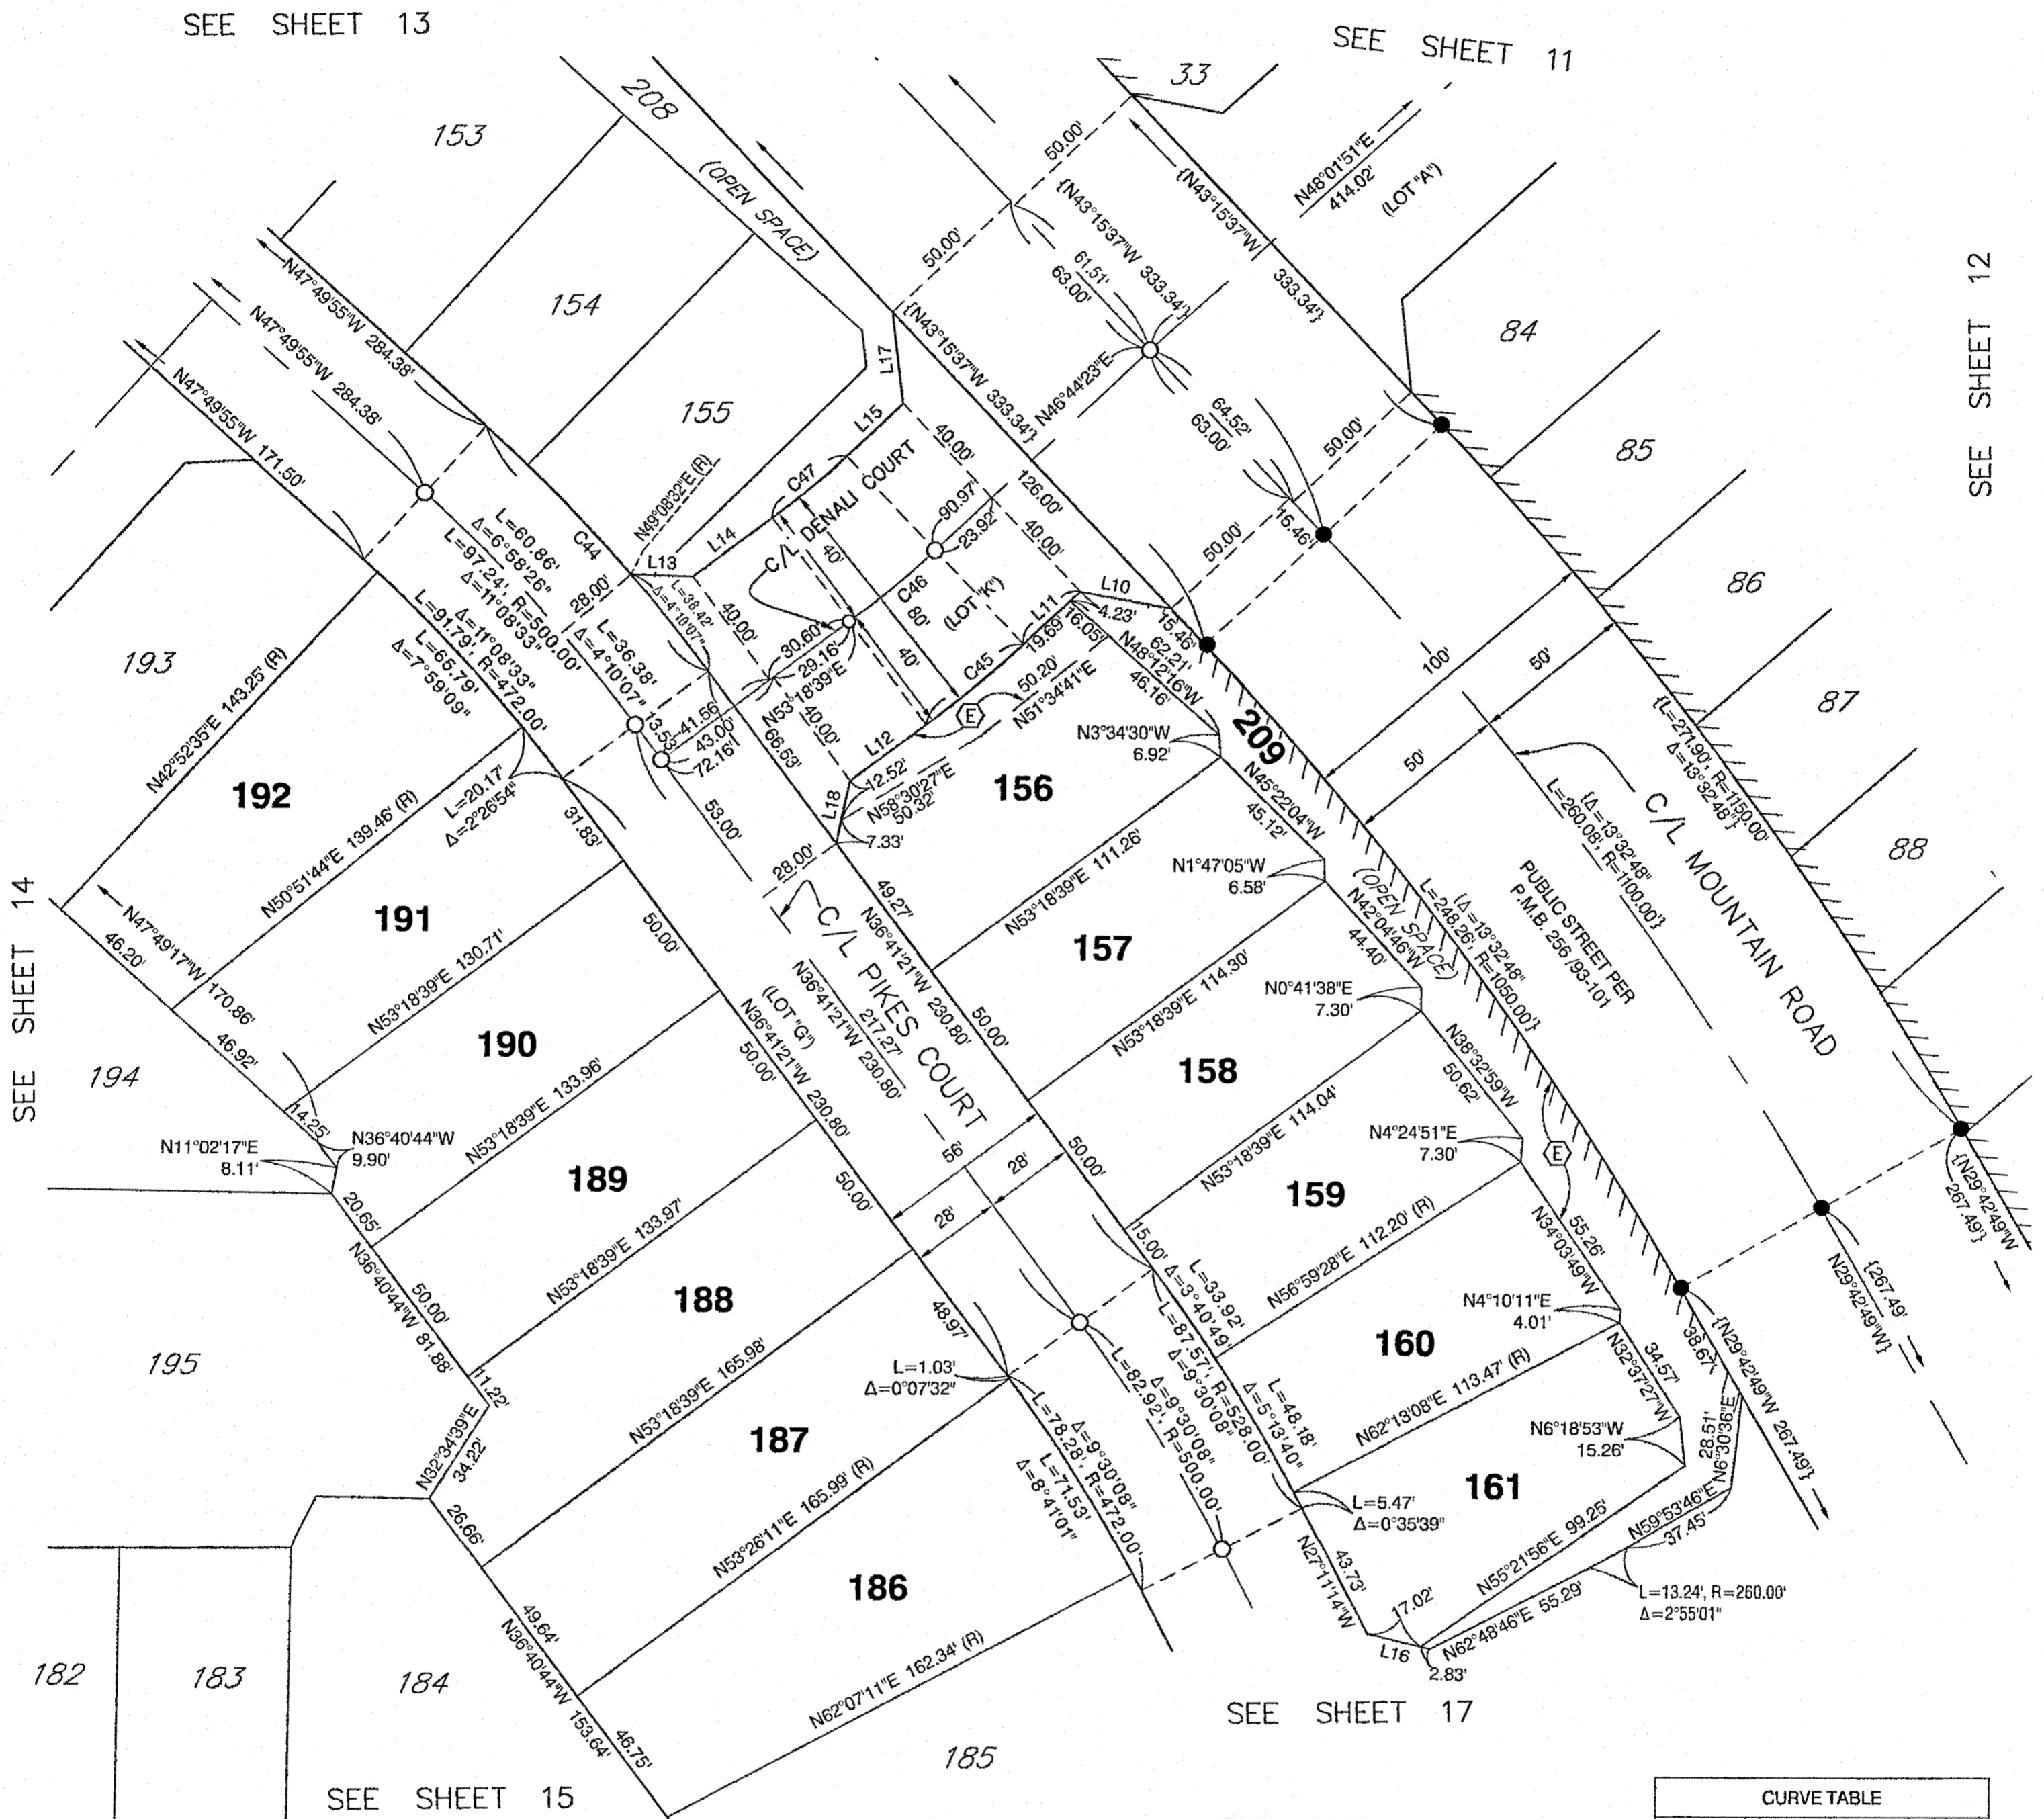 SEE SHEET 13
SEE SHEET 11
SEE SHEET 12
SEE SHEET 14
SEE SHEET 15
SEE SHEET 17
33
153
208
(OPEN SPACE)
50.00'
50.00'
{N43°15'37"W 333.34'}
{N43°15'37"W 333.34'}
{N43°15'37"W 333.34'}
N48°01'51"E
414.02'
(LOT "A")
61.51'
63.00'
N46°44'23"E
64.52'
63.00'
50.00'
50.00'
15.46'
84
85
86
87
88
154
155
N47°49'55"W 284.38'
N47°49'55"W 284.38'
N47°49'55"W 171.50'
L17
L15
C47
L14
L13
C44
N49°08'32"E (R)
C/L DENALI COURT
40.00'
126.00'
40.00'
90.97'
23.92'
40'
C46
80'
(LOT "K")
40'
L10
4.23'
L11
16.05'
19.69'
C45
15.46'
62.21'
L=60.86'
Δ=6°58'26"
L=97.24', R=500.00'
Δ=11°08'33"
28.00'
L=38.42'
Δ=4°10'07"
40.00'
L=36.38'
Δ=4°10'07"
30.60'
29.16'
N53°18'39"E
40.00'
Δ=11°08'33"
L=91.79', R=472.00'
L=65.79'
Δ=7°59'09"
13.53'
41.56
43.00'
72.16'
66.53'
53.00'
L12
12.52'
N58°30'27"E
50.32'
L18
7.33'
28.00'
E
50.20'
N51°34'41"E
N48°12'16"W
46.16'
N3°34'30"W
6.92'
209
(OPEN SPACE)
N45°22'04"W
45.12'
N1°47'05"W
6.58'
N42°04'46"W
44.40'
N0°41'38"E
7.30'
N38°32'59"W
50.62'
N4°24'51"E
7.30'
N34°03'49"W
55.26'
N4°10'11"E
4.01'
N32°37'27"W
34.57'
N6°18'53"W
15.26'
100'
50'
50'
{L=271.90', R=1150.00'
Δ=13°32'48"}
{Δ=13°32'48"
L=260.08', R=1100.00'}
C/L MOUNTAIN ROAD
PUBLIC STREET PER
P.M.B. 256/93-101
{Δ=13°32'48"
L=248.26', R=1050.00'}
E
{N29°42'49"W
267.49'}
{267.49'
N29°42'49"W}
{N29°42'49"W 267.49'}
38.67'
28.51'
N6°30'36"E
193
N42°52'35"E 143.25' (R)
192
N50°51'44"E 139.46' (R)
L=20.17'
Δ=2°26'54"
31.83'
191
N53°18'39"E 130.71'
50.00'
N47°49'17"W 170.86'
46.20'
46.92'
14.25'
190
N53°18'39"E 133.96'
50.00'
194
N11°02'17"E
8.11'
N36°40'44"W
9.90'
189
N53°18'39"E 133.97'
50.00'
20.65'
50.00'
N36°40'44"W 81.88'
11.22'
195
N32°34'39"E
34.22'
188
N53°18'39"E 165.98'
48.97'
187
L=1.03'
Δ=0°07'32"
N53°26'11"E 165.99' (R)
26.66'
49.64'
N36°40'44"W 153.64'
46.75'
186
N62°07'11"E 162.34' (R)
182
183
184
185
C/L PIKES COURT
(LOT "G")
N36°41'21"W 230.80'
N36°41'21"W 230.80'
217.27'
N36°41'21"W 230.80'
49.27'
50.00'
50.00'
15.00'
56'
28'
28'
156
N53°18'39"E 111.26'
157
N53°18'39"E 114.30'
158
N53°18'39"E 114.04'
159
N56°59'28"E 112.20' (R)
160
N62°13'08"E 113.47' (R)
161
L=33.92'
Δ=3°40'49"
L=87.57', R=528.00'
Δ=9°30'08"
L=48.18'
Δ=5°13'40"
Δ=9°30'08"
L=82.92', R=500.00'
Δ=9°30'08"
L=78.28', R=472.00'
L=71.53'
Δ=8°41'01"
L=5.47'
Δ=0°35'39"
N27°11'14"W
43.73'
N55°21'56"E 99.25'
N59°53'46"E
37.45'
17.02'
L16
2.83'
N62°48'46"E 55.29'
L=13.24', R=260.00'
Δ=2°55'01"
CURVE TABLE